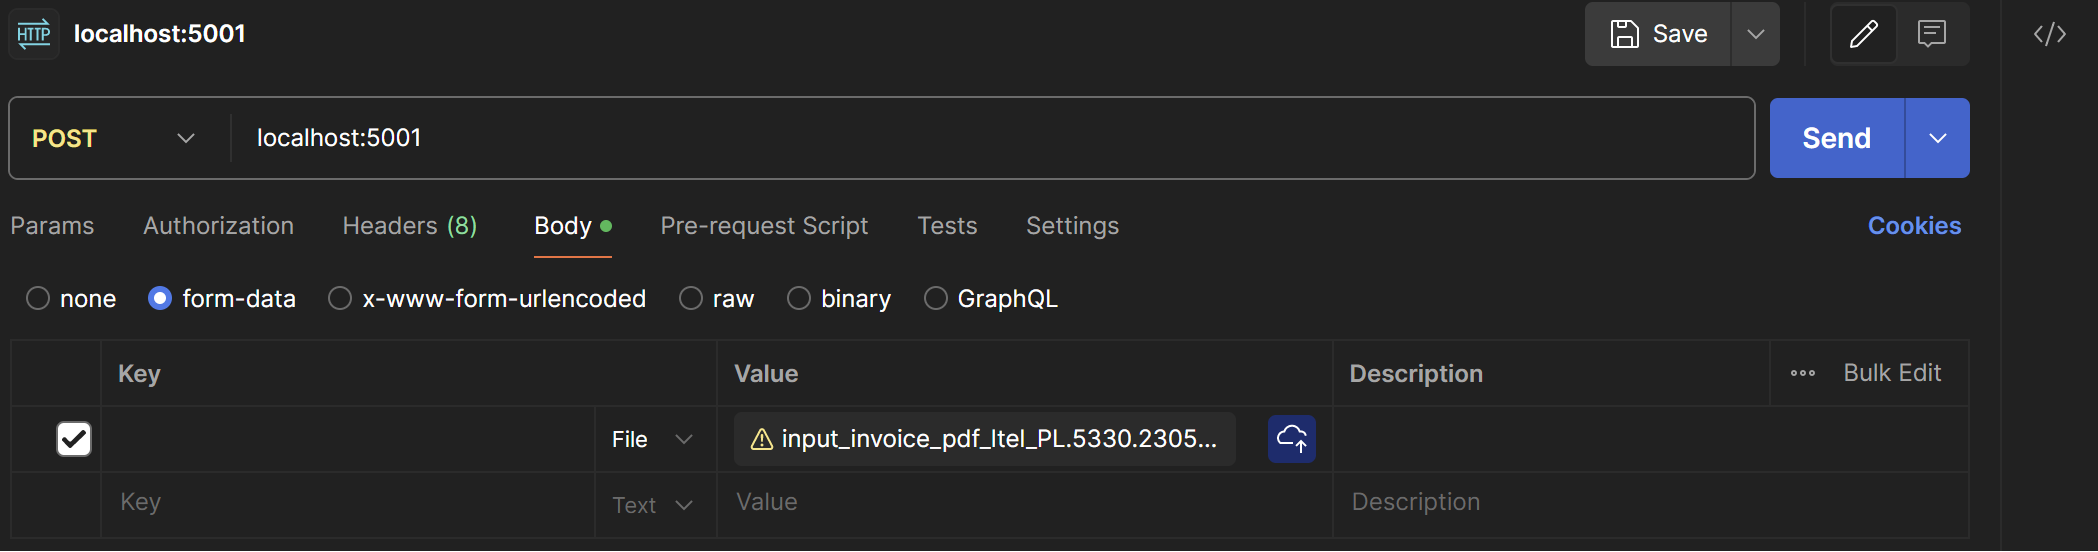 HTTP localhost:5001 Save </>
POST localhost:5001 Send
Params Authorization Headers (8) Body Pre-request Script Tests Settings Cookies
none form-data x-www-form-urlencoded raw binary GraphQL
Key Value Description Bulk Edit
File input_invoice_pdf_ltel_PL.5330.2305...
Key Text Value Description